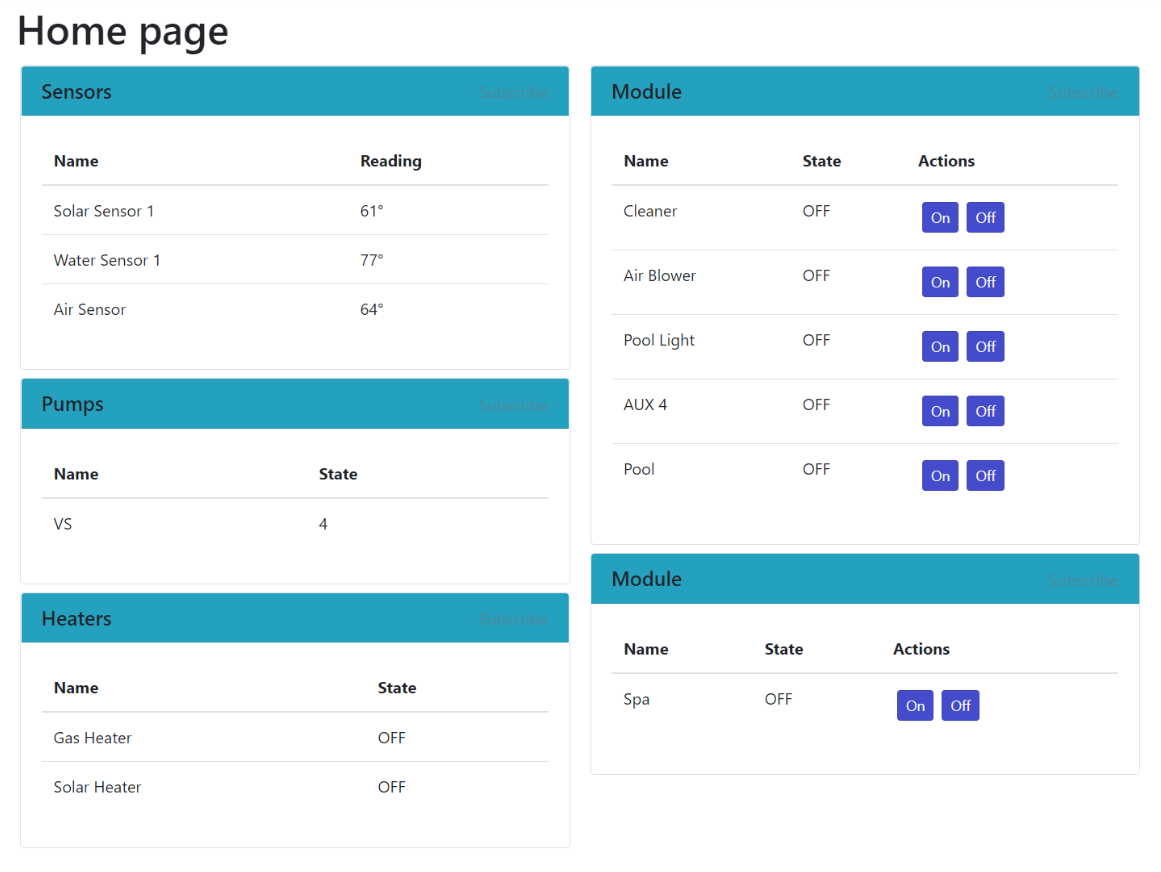 Home page
Sensors Subscribe
Name Reading
Solar Sensor 1 61°
Water Sensor 1 77°
Air Sensor 64°
Pumps Subscribe
Name State
VS 4
Heaters Subscribe
Name State
Gas Heater OFF
Solar Heater OFF
Module Subscribe
Name State Actions
Cleaner OFF On Off
Air Blower OFF On Off
Pool Light OFF On Off
AUX 4 OFF On Off
Pool OFF On Off
Module Subscribe
Name State Actions
Spa OFF On Off